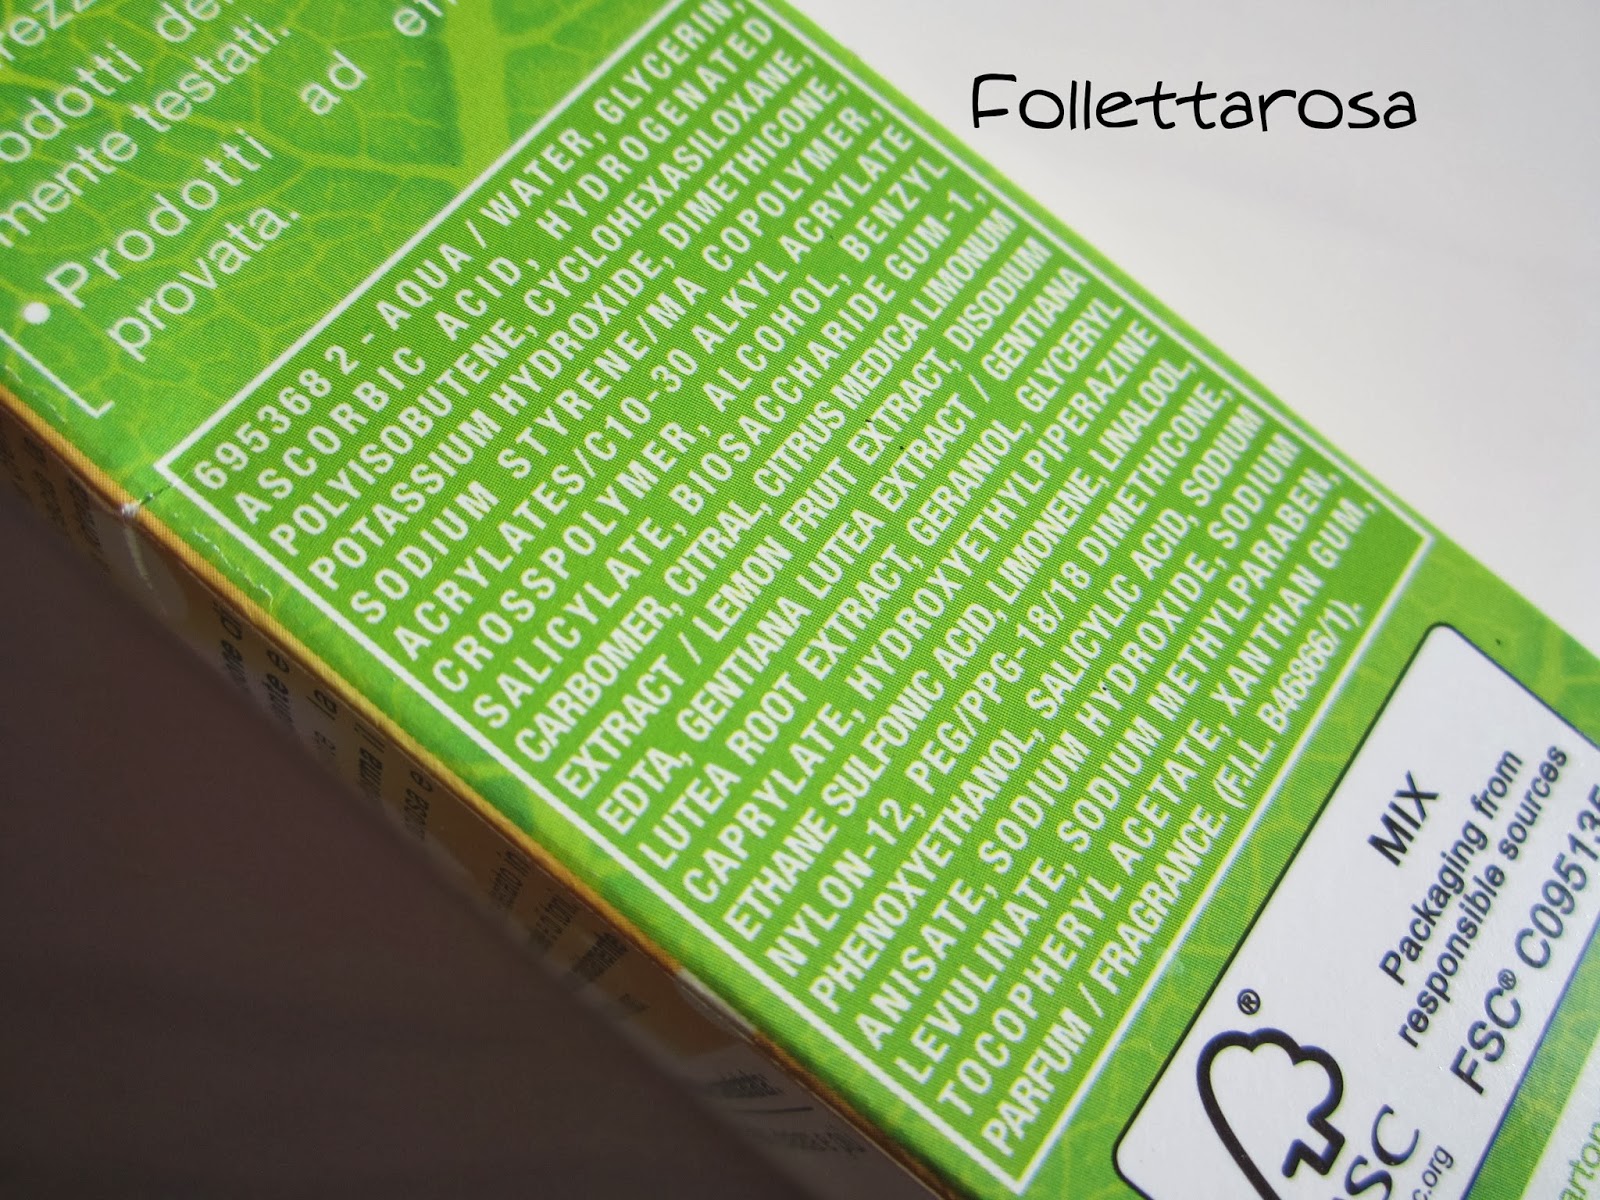 Follettarosa
odotti de
mente testati.
• Prodotti ad
provata.
695368 2 - AQUA / WATER, GLYCERIN,
ASCORBIC ACID, HYDROGENATED
POLYISOBUTENE, CYCLOHEXASILOXANE,
POTASSIUM HYDROXIDE, DIMETHICONE,
SODIUM STYRENE/MA COPOLYMER,
ACRYLATES/C10-30 ALKYL ACRYLATE
CROSSPOLYMER, ALCOHOL, BENZYL
SALICYLATE, BIOSACCHARIDE GUM-1,
CARBOMER, CITRAL, CITRUS MEDICA LIMONUM
EXTRACT / LEMON FRUIT EXTRACT, DISODIUM
EDTA, GENTIANA LUTEA EXTRACT / GENTIANA
LUTEA ROOT EXTRACT, GERANIOL, GLYCERYL
CAPRYLATE, HYDROXYETHYLPIPERAZINE
ETHANE SULFONIC ACID, LIMONENE, LINALOOL,
NYLON-12, PEG/PPG-18/18 DIMETHICONE,
PHENOXYETHANOL, SALICYLIC ACID, SODIUM
ANISATE, SODIUM HYDROXIDE, SODIUM
LEVULINATE, SODIUM METHYLPARABEN,
TOCOPHERYL ACETATE, XANTHAN GUM,
PARFUM / FRAGRANCE. (F.I.L. B46866/1).
MIX
Packaging from
responsible sources
FSC® C095135
®